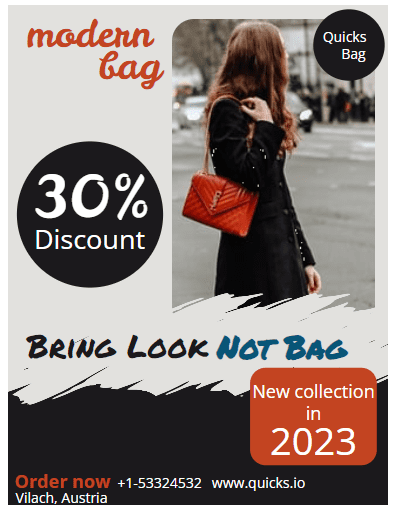 modern
bag
Quicks
Bag
30%
Discount
Bring Look Not Bag
New collection
in
2023
Order now +1-53324532 www.quicks.io
Vilach, Austria